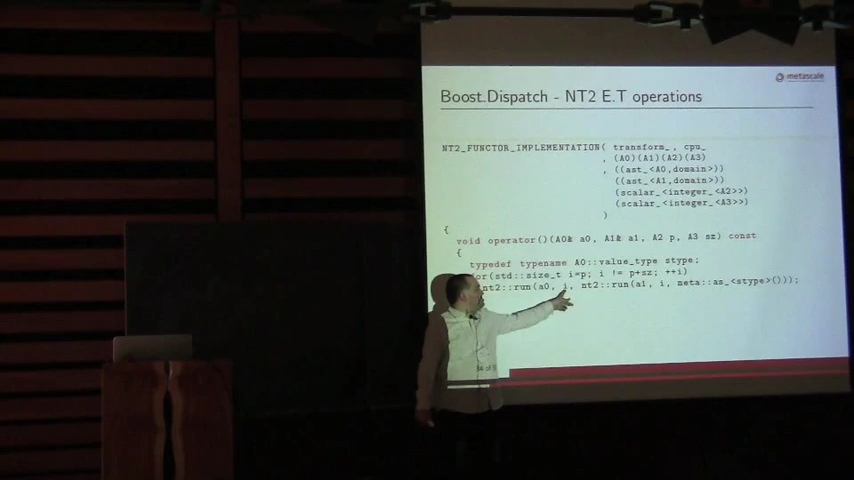 metascale
Boost.Dispatch - NT2 E.T operations
NT2_FUNCTOR_IMPLEMENTATION( transform_, cpu_
, (A0)(A1)(A2)(A3)
, ((ast_<A0,domain>))
((ast_<A1,domain>))
(scalar_<integer_<A2>>)
(scalar_<integer_<A3>>)
)
{
void operator()(A0& a0, A1& a1, A2 p, A3 sz) const
{
typedef typename A0::value_type stype;
for(std::size_t i=p; i != p+sz; ++i)
nt2::run(a0, i, nt2::run(a1, i, meta::as_<stype>()));